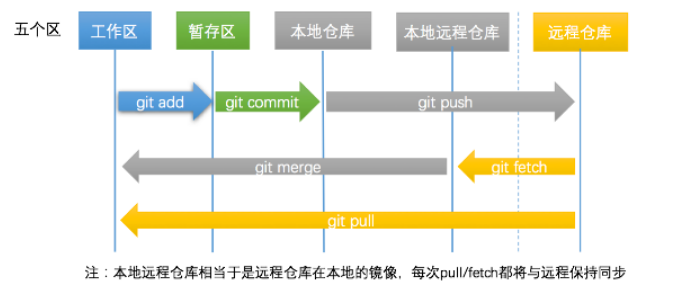 五个区 工作区 暂存区 本地仓库 本地远程仓库 远程仓库
git add git commit git push
git merge git fetch
git pull
注：本地远程仓库相当于是远程仓库在本地的镜像，每次pull/fetch都将与远程保持同步